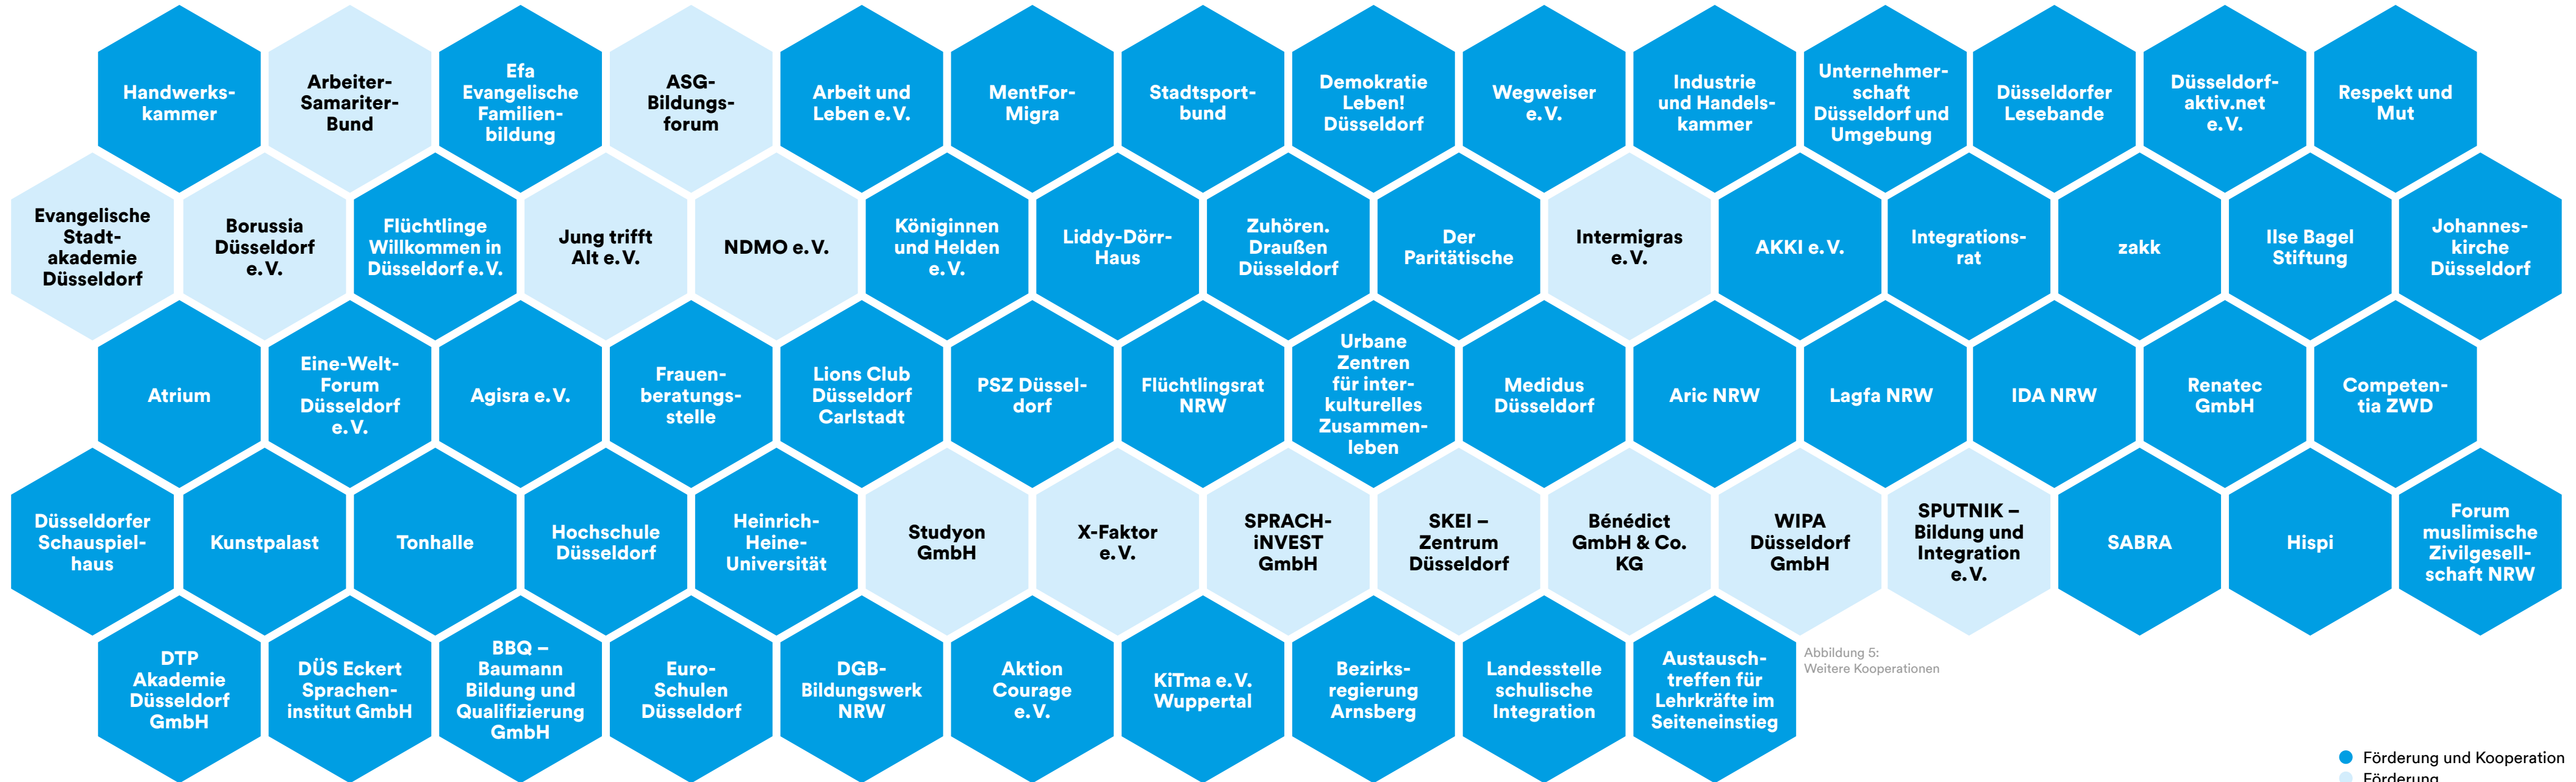 Handwerks-
kammer
Arbeiter-
Samariter-
Bund
Efa
Evangelische
Familien-
bildung
ASG-
Bildungs-
forum
Arbeit und
Leben e. V.
MentFor-
Migra
Stadtsport-
bund
Demokratie
Leben!
Düsseldorf
Wegweiser
e. V.
Industrie
und Handels-
kammer
Unternehmer-
schaft
Düsseldorf und
Umgebung
Düsseldorfer
Lesebande
Düsseldorf-
aktiv.net
e. V.
Respekt und
Mut
Evangelische
Stadt-
akademie
Düsseldorf
Borussia
Düsseldorf
e. V.
Flüchtlinge
Willkommen in
Düsseldorf e. V.
Jung trifft
Alt e. V.
NDMO e. V.
Königinnen
und Helden
e. V.
Liddy-Dörr-
Haus
Zuhören.
Draußen
Düsseldorf
Der
Paritätische
Intermigras
e. V.
AKKI e. V.
Integrations-
rat
zakk
Ilse Bagel
Stiftung
Johannes-
kirche
Düsseldorf
Atrium
Eine-Welt-
Forum
Düsseldorf
e. V.
Agisra e. V.
Frauen-
beratungs-
stelle
Lions Club
Düsseldorf
Carlstadt
PSZ Düssel-
dorf
Flüchtlingsrat
NRW
Urbane
Zentren
für inter-
kulturelles
Zusammen-
leben
Medidus
Düsseldorf
Aric NRW
Lagfa NRW
IDA NRW
Renatec
GmbH
Competen-
tia ZWD
Düsseldorfer
Schauspiel-
haus
Kunstpalast
Tonhalle
Hochschule
Düsseldorf
Heinrich-
Heine-
Universität
Studyon
GmbH
X-Faktor
e. V.
SPRACH-
iNVEST
GmbH
SKEI –
Zentrum
Düsseldorf
Bénédict
GmbH & Co.
KG
WIPA
Düsseldorf
GmbH
SPUTNIK –
Bildung und
Integration
e. V.
SABRA
Hispi
Forum
muslimische
Zivilgesell-
schaft NRW
DTP
Akademie
Düsseldorf
GmbH
DÜS Eckert
Sprachen-
institut GmbH
BBQ –
Baumann
Bildung und
Qualifizierung
GmbH
Euro-
Schulen
Düsseldorf
DGB-
Bildungswerk
NRW
Aktion
Courage
e. V.
KiTma e. V.
Wuppertal
Bezirks-
regierung
Arnsberg
Landesstelle
schulische
Integration
Austausch-
treffen für
Lehrkräfte im
Seiteneinstieg
Abbildung 5:
Weitere Kooperationen
Förderung und Kooperation
Förderung